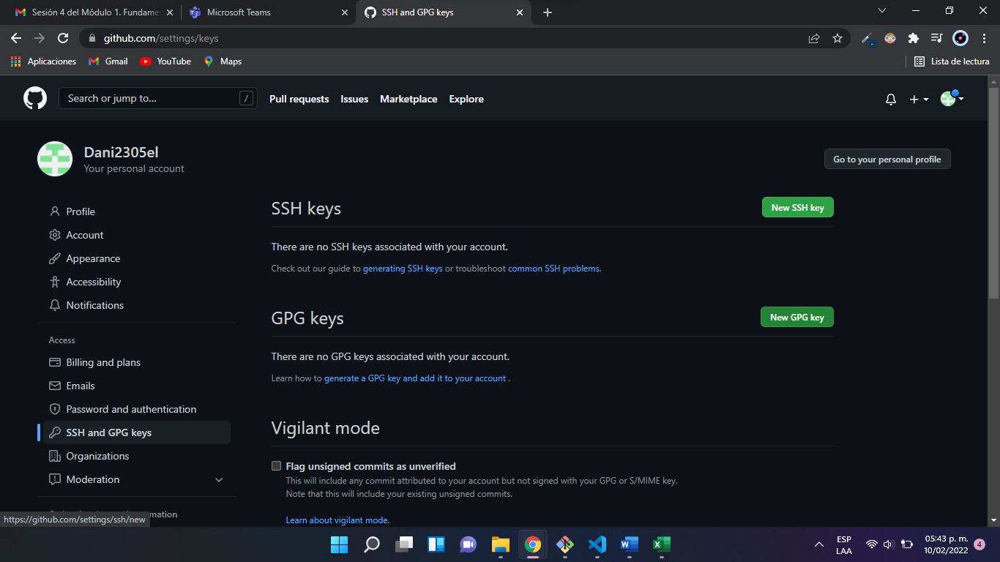 Sesión 4 del Módulo 1. Fundame
Microsoft Teams
SSH and GPG keys
github.com/settings/keys
Aplicaciones
Gmail
YouTube
Maps
Lista de lectura
Search or jump to...
/
Pull requests
Issues
Marketplace
Explore
Dani2305el
Your personal account
Go to your personal profile
Profile
Account
Appearance
Accessibility
Notifications
Access
Billing and plans
Emails
Password and authentication
SSH and GPG keys
Organizations
Moderation
SSH keys
New SSH key
There are no SSH keys associated with your account.
Check out our guide to generating SSH keys or troubleshoot common SSH problems.
GPG keys
New GPG key
There are no GPG keys associated with your account.
Learn how to generate a GPG key and add it to your account .
Vigilant mode
Flag unsigned commits as unverified
This will include any commit attributed to your account but not signed with your GPG or S/MIME key.
Note that this will include your existing unsigned commits.
Learn about vigilant mode.
https://github.com/settings/ssh/new
ESP
LAA
05:43 p. m.
10/02/2022
4